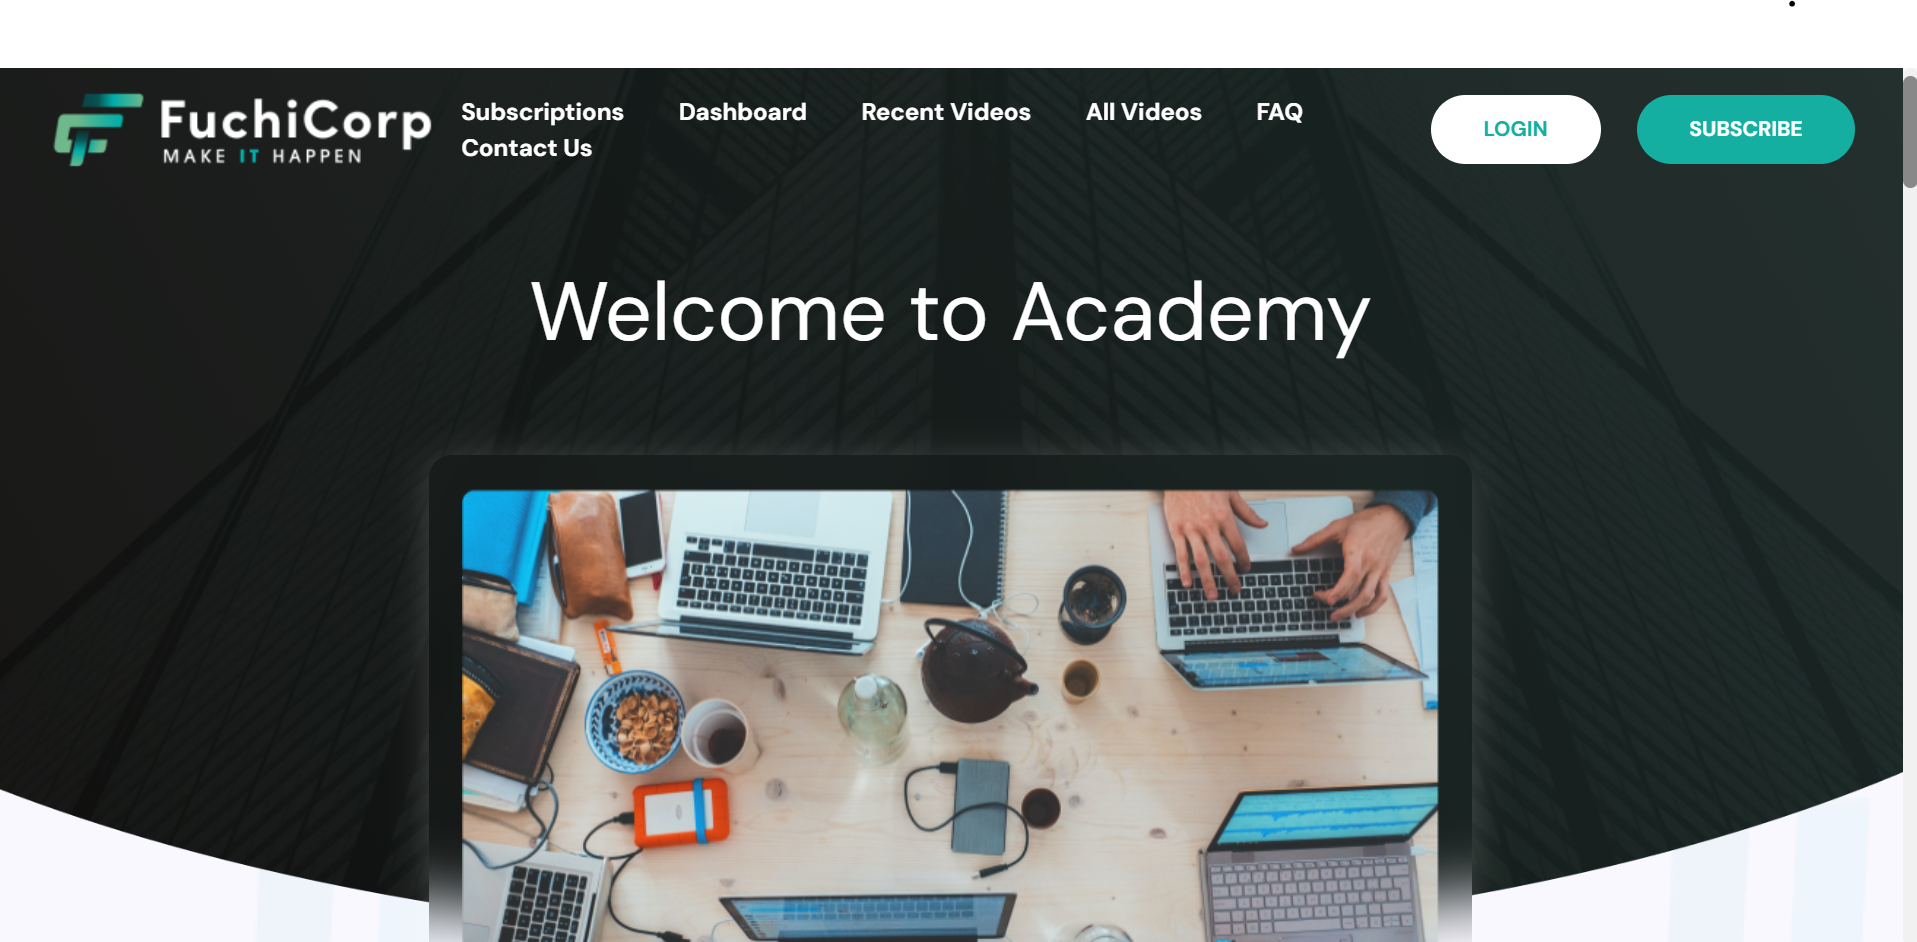 FuchiCorp
MAKE IT HAPPEN
Subscriptions Dashboard Recent Videos All Videos FAQ
Contact Us
LOGIN
SUBSCRIBE
Welcome to Academy